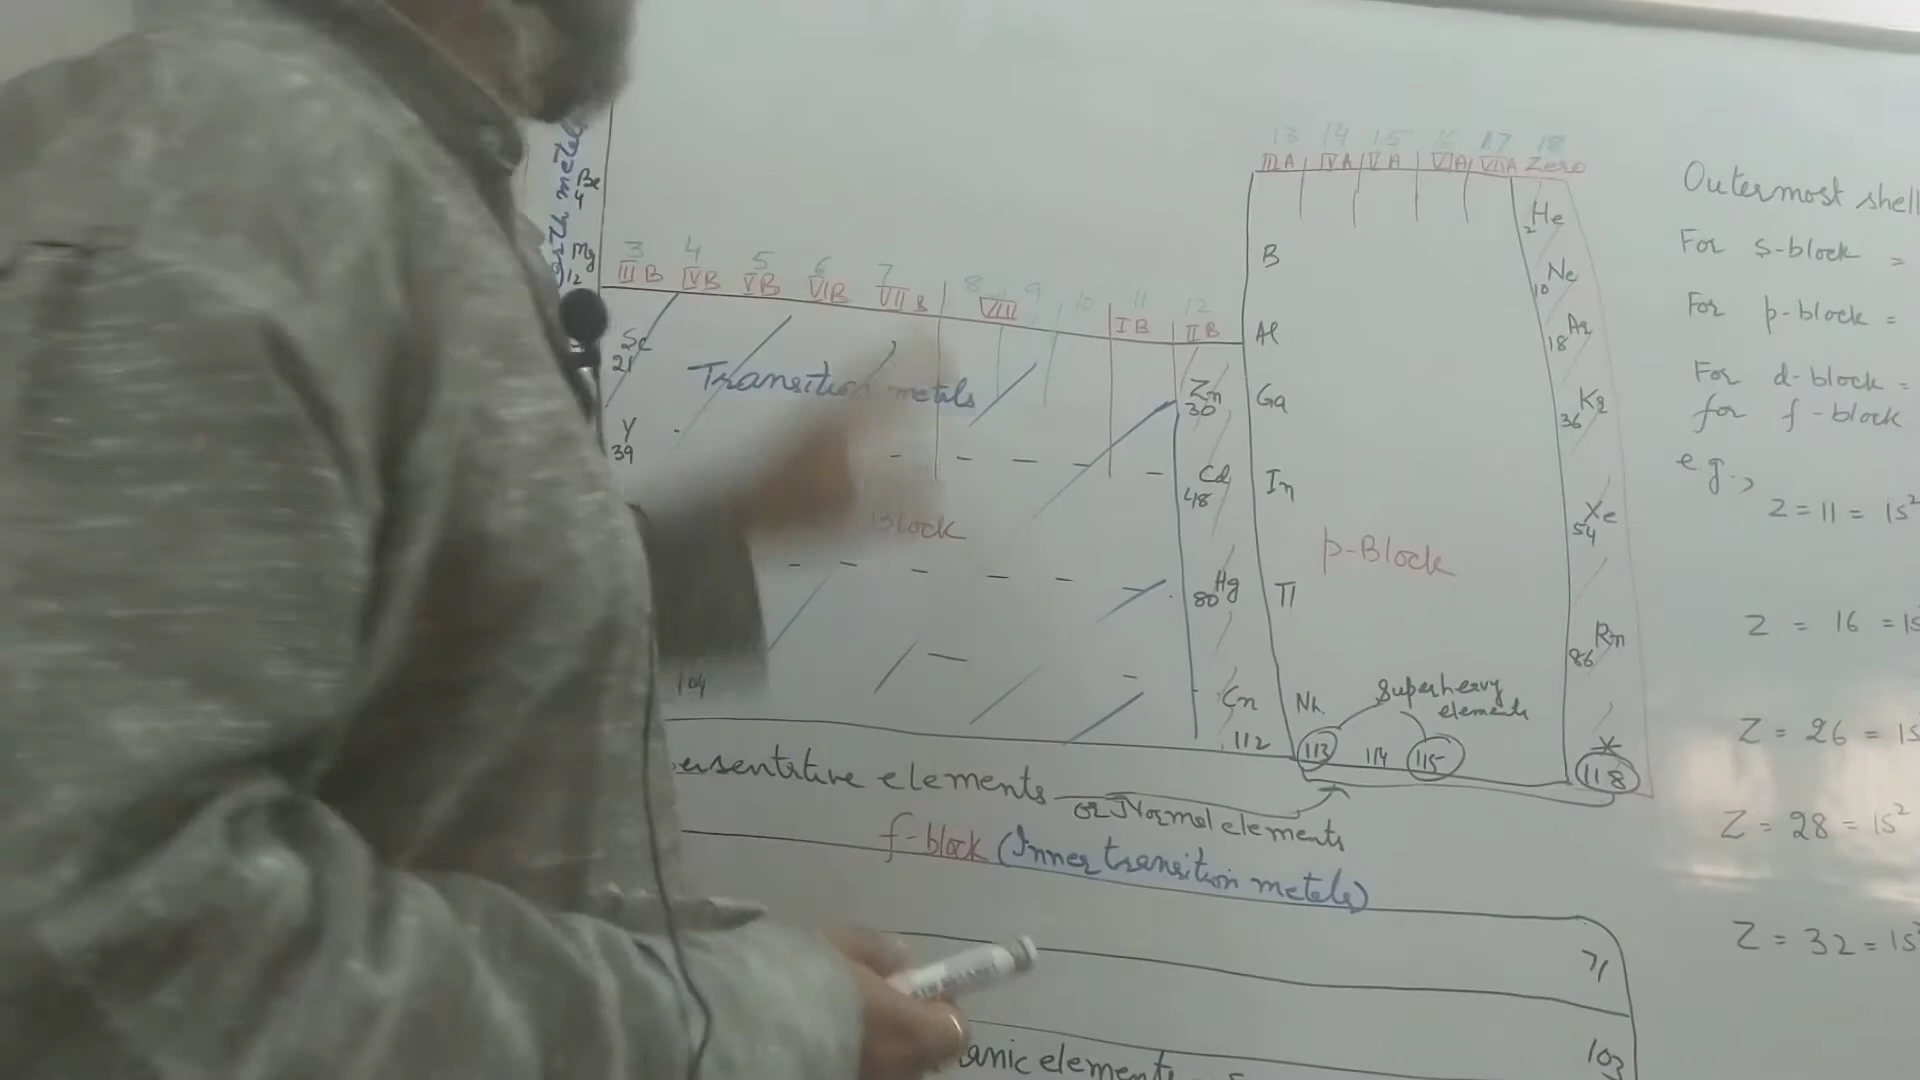 13 14 15 16 17 18
IIIA IVA VA VIA VIIA Zero
Be
4
Mg
12
3 4 5 6 7 8 9 10 11 12
IIIB IVB VB VIB VIIB VIII IB IIB
Sc
21
Y
39
Transition metals
Block
104
Zn
30
Cd
48
Hg
80
Cn
112
B
Al
Ga
In
Tl
Nh
113 114 115
p-Block
Superheavy
elements
He
2
Ne
10
Ar
18
Kr
36
Xe
54
Rn
86
118
elements
or Normal elements
f-block (Inner transition metals)
71
103
elements
Outermost shell
For s-block =
For p-block =
For d-block =
for f-block
e.g.,
Z = 11 = 1s²
Z = 16 = 1s
Z = 26 = 1s
Z = 28 = 1s²
Z = 32 = 1s²